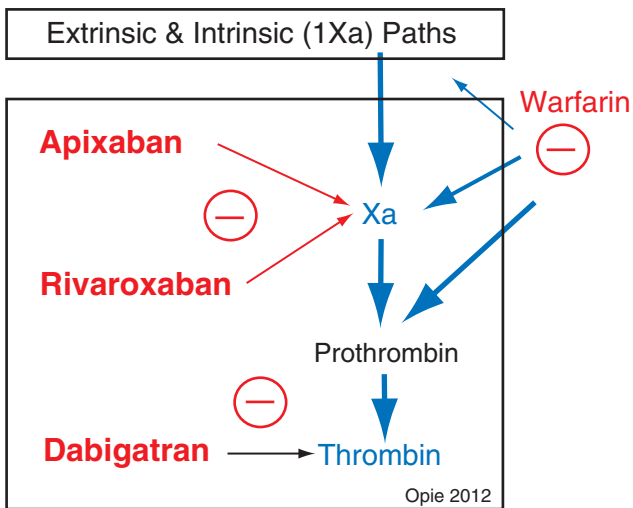 Extrinsic & Intrinsic (1Xa) Paths
Warfarin
Apixaban
Xa
Rivaroxaban
Prothrombin
Dabigatran
Thrombin
Opie 2012